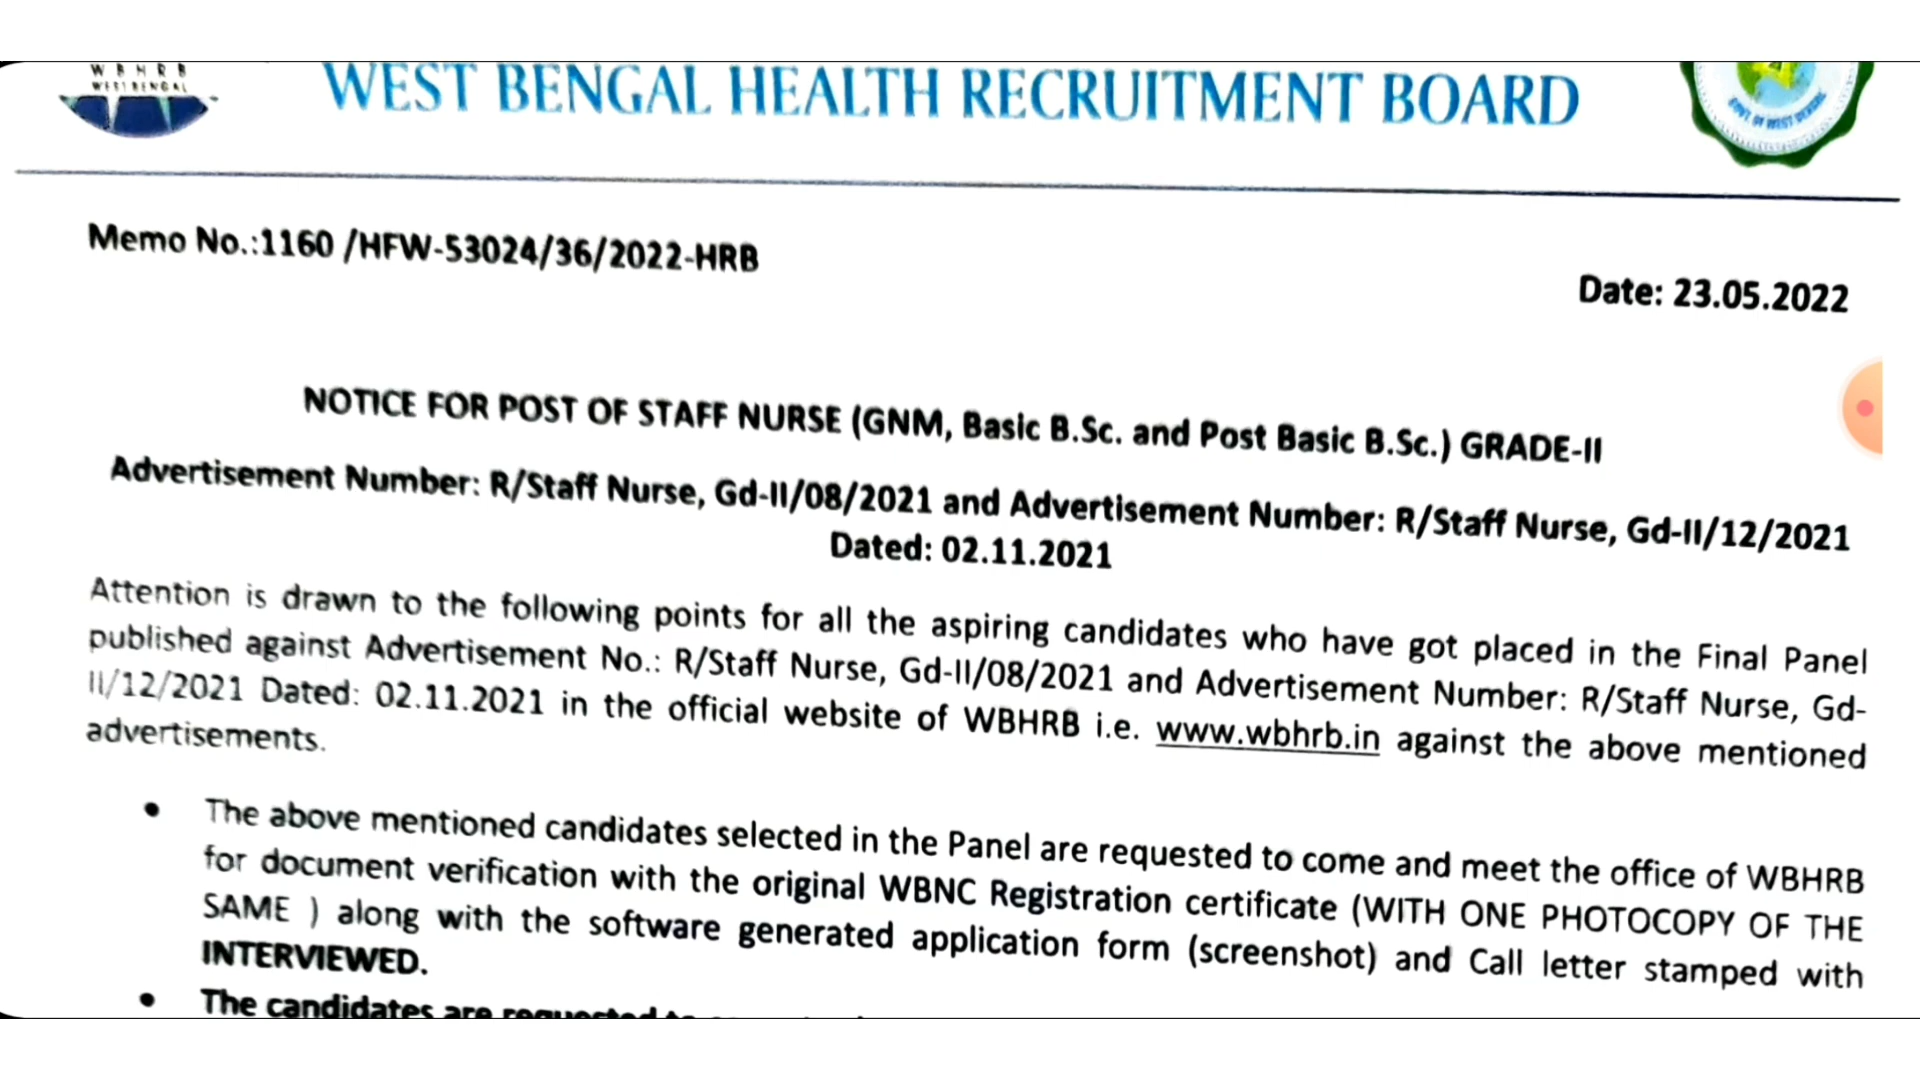 W B H R B
WEST BENGAL
WEST BENGAL HEALTH RECRUITMENT BOARD
GOVT OF WEST BENGAL
Memo No.:1160 /HFW-53024/36/2022-HRB
Date: 23.05.2022
NOTICE FOR POST OF STAFF NURSE (GNM, Basic B.Sc. and Post Basic B.Sc.) GRADE-II
Advertisement Number: R/Staff Nurse, Gd-II/08/2021 and Advertisement Number: R/Staff Nurse, Gd-II/12/2021
Dated: 02.11.2021
Attention is drawn to the following points for all the aspiring candidates who have got placed in the Final Panel
published against Advertisement No.: R/Staff Nurse, Gd-II/08/2021 and Advertisement Number: R/Staff Nurse, Gd-
II/12/2021 Dated: 02.11.2021 in the official website of WBHRB i.e. www.wbhrb.in against the above mentioned
advertisements.
• The above mentioned candidates selected in the Panel are requested to come and meet the office of WBHRB
for document verification with the original WBNC Registration certificate (WITH ONE PHOTOCOPY OF THE
SAME ) along with the software generated application form (screenshot) and Call letter stamped with
INTERVIEWED.
• The candidates are requested to